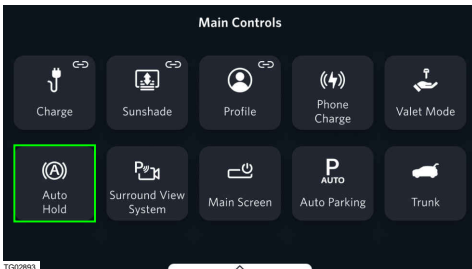 Main Controls
Charge
Sunshade
Profile
Phone
Charge
Valet Mode
(A)
Auto
Hold
P
Surround View
System
Main Screen
P
AUTO
Auto Parking
Trunk
TG02893